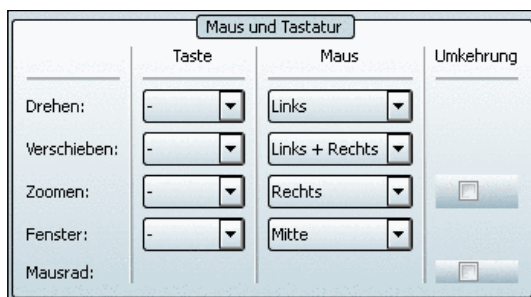 Maus und Tastatur
Taste Maus Umkehrung
Drehen: - Links
Verschieben: - Links + Rechts
Zoomen: - Rechts
Fenster: - Mitte
Mausrad: